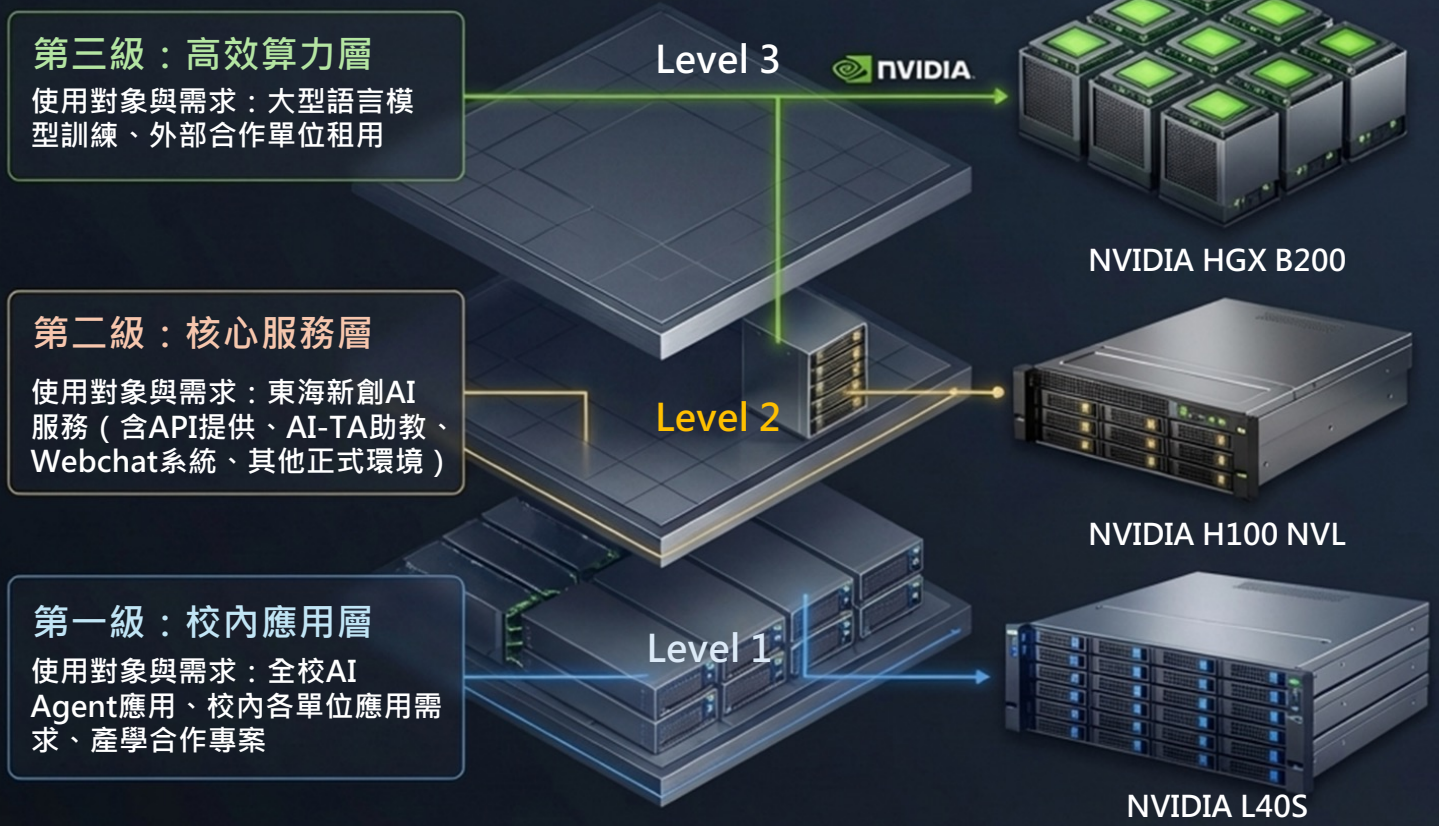 第三級：高效算力層
使用對象與需求：大型語言模
型訓練、外部合作單位租用
Level 3
NVIDIA
NVIDIA HGX B200
第二級：核心服務層
使用對象與需求：東海新創AI
服務（含API提供、AI-TA助教、
Webchat系統、其他正式環境）
Level 2
NVIDIA H100 NVL
第一級：校內應用層
使用對象與需求：全校AI
Agent應用、校內各單位應用需
求、產學合作專案
Level 1
NVIDIA L40S